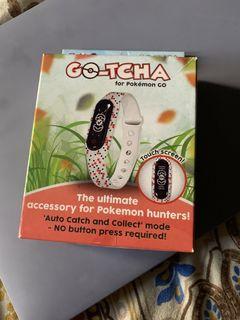 GO-TCHA
for Pokémon GO
Touch screen!
The ultimate
accessory for Pokemon hunters!
'Auto Catch and Collect' mode
- NO button press required!